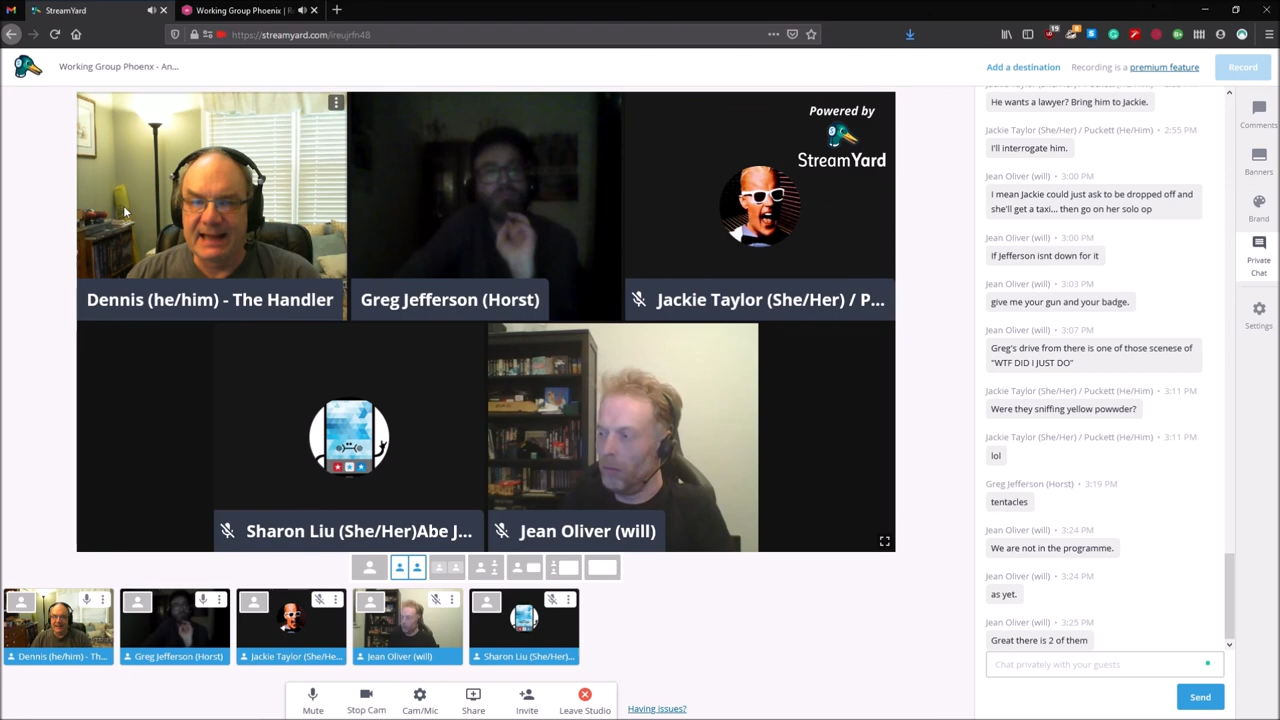 StreamYard
Working Group Phoenix | R
https://streamyard.com/ireujrfn48
19
Working Group Phoenx - An...
Add a destination
Recording is a premium feature
Record
Powered by
StreamYard
Dennis (he/him) - The Handler
Greg Jefferson (Horst)
Jackie Taylor (She/Her) / P...
Sharon Liu (She/Her)Abe J...
Jean Oliver (will)
Dennis (he/him) - Th...
Greg Jefferson (Horst)
Jackie Taylor (She/He...
Jean Oliver (will)
Sharon Liu (She/Her)...
Mute
Stop Cam
Cam/Mic
Share
Invite
Leave Studio
Having issues?
He wants a lawyer? Bring him to Jackie.
Jackie Taylor (She/Her) / Puckett (He/Him) • 2:55 PM
I'll interrogate him.
Jean Oliver (will) • 3:00 PM
I mean Jackie could just ask to be dropped off and
she'll get a taxi... then go on her solo op
Jean Oliver (will) • 3:00 PM
If Jefferson isnt down for it
Jean Oliver (will) • 3:03 PM
give me your gun and your badge.
Jean Oliver (will) • 3:07 PM
Greg's drive from there is one of those scenese of
"WTF DID I JUST DO"
Jackie Taylor (She/Her) / Puckett (He/Him) • 3:11 PM
Were they sniffing yellow powwder?
Jackie Taylor (She/Her) / Puckett (He/Him) • 3:11 PM
lol
Greg Jefferson (Horst) • 3:19 PM
tentacles
Jean Oliver (will) • 3:24 PM
We are not in the programme.
Jean Oliver (will) • 3:24 PM
as yet.
Jean Oliver (will) • 3:25 PM
Great there is 2 of them
Chat privately with your guests
Send
Comments
Banners
Brand
Private
Chat
Settings